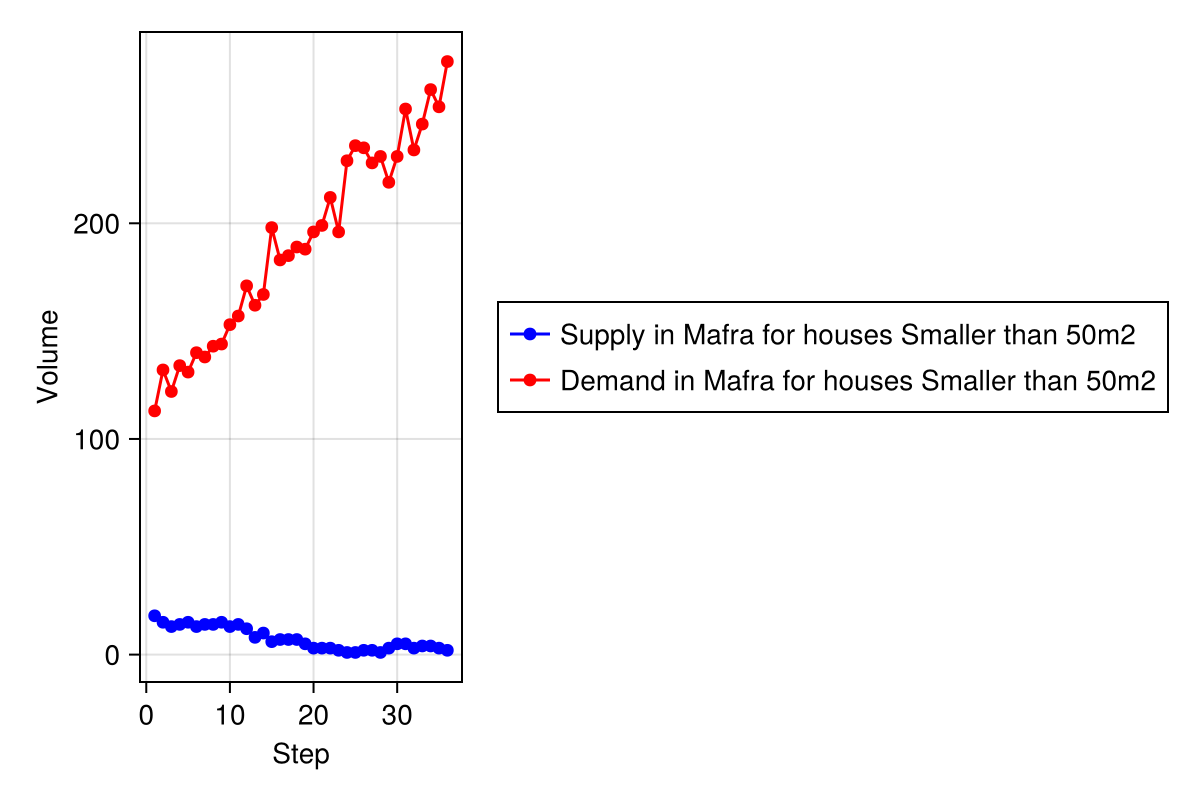 Volume
200
100
0
0 10 20 30
Step
Supply in Mafra for houses Smaller than 50m2
Demand in Mafra for houses Smaller than 50m2